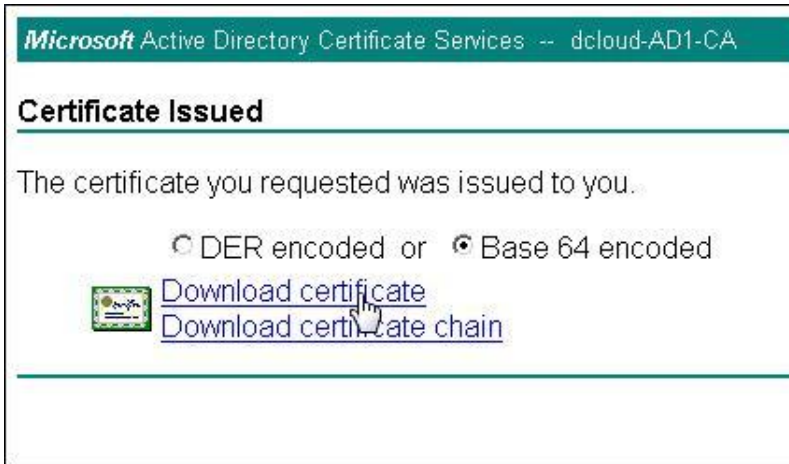 Microsoft Active Directory Certificate Services -- dcloud-AD1-CA
Certificate Issued
The certificate you requested was issued to you.
DER encoded or Base 64 encoded
Download certificate
Download certificate chain